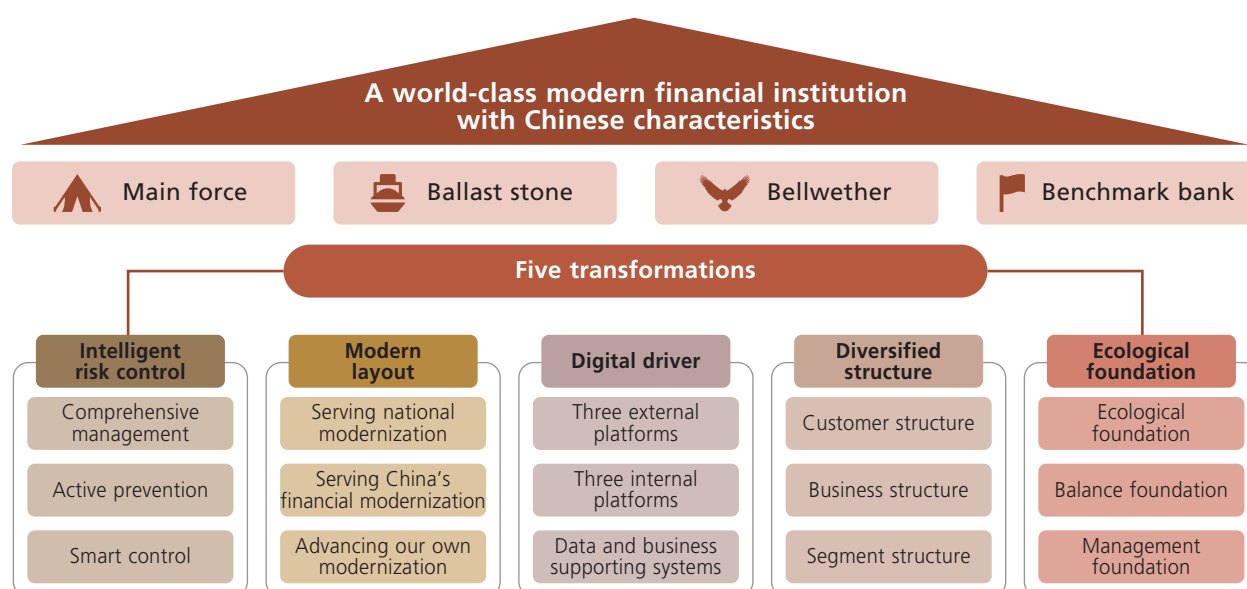 A world-class modern financial institution
with Chinese characteristics
Main force
Ballast stone
Bellwether
Benchmark bank
Five transformations
Intelligent
risk control
Comprehensive
management
Active prevention
Smart control
Modern
layout
Serving national
modernization
Serving China's
financial modernization
Advancing our own
modernization
Digital driver
Three external
platforms
Three internal
platforms
Data and business
supporting systems
Diversified
structure
Customer structure
Business structure
Segment structure
Ecological
foundation
Ecological
foundation
Balance foundation
Management
foundation